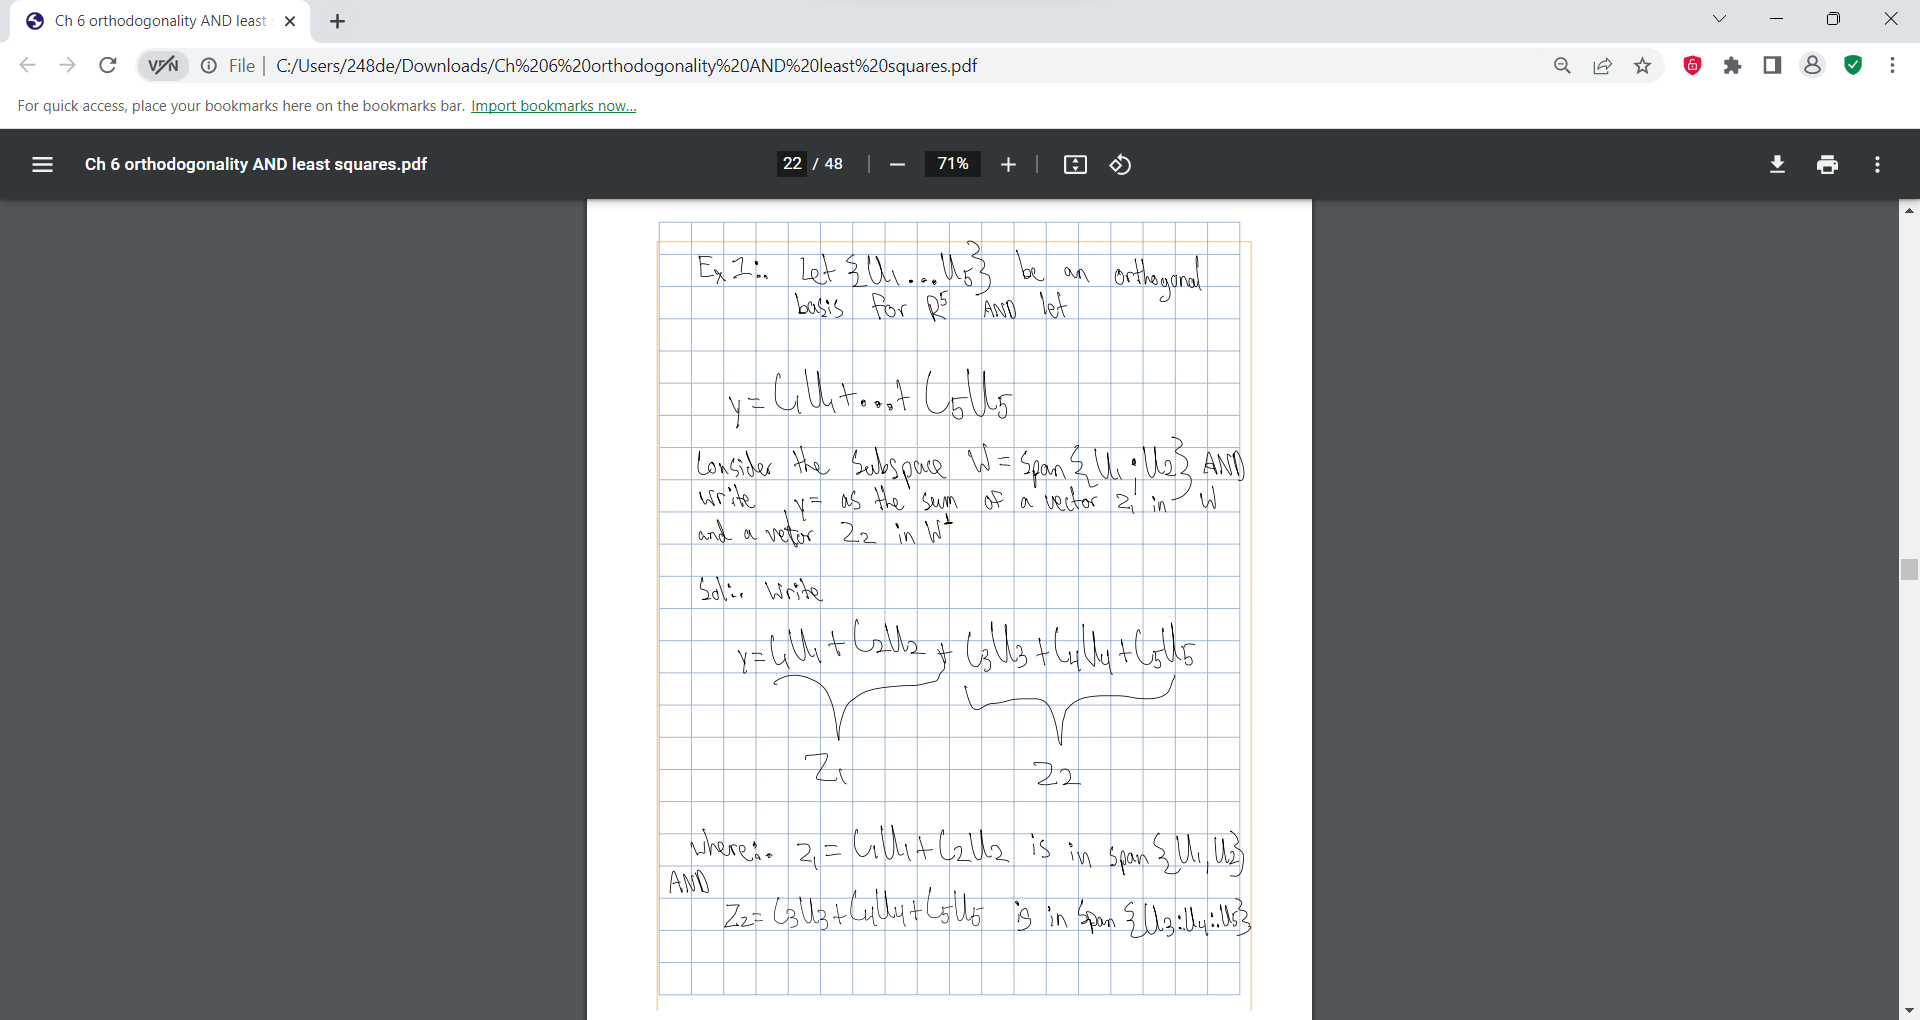 Ch 6 orthodogonality AND least
VPN File C:/Users/248de/Downloads/Ch%206%20orthodogonality%20AND%20least%20squares.pdf
For quick access, place your bookmarks here on the bookmarks bar. Import bookmarks now...
Ch 6 orthodogonality AND least squares.pdf
22 / 48
71%
Ex 1:. Let {U1...U5} be an orthogonal
basis for R⁵ AND let
y = C1U1+...+ C5U5
Consider the Subspace W = Span {U1 ; U2} AND
write y= as the sum of a vector z1 in W
and a vetor z2 in W⊥
Sol:. Write
y = C1U1 + C2U2 + C3U3 + C4U4 + C5U5
Z1 Z2
where:. z1 = C1U1 + C2U2 is in span {U1, U2}
AND
Z2 = C3U3 + C4U4 + C5U5 is in Span {U3:U4:U5}